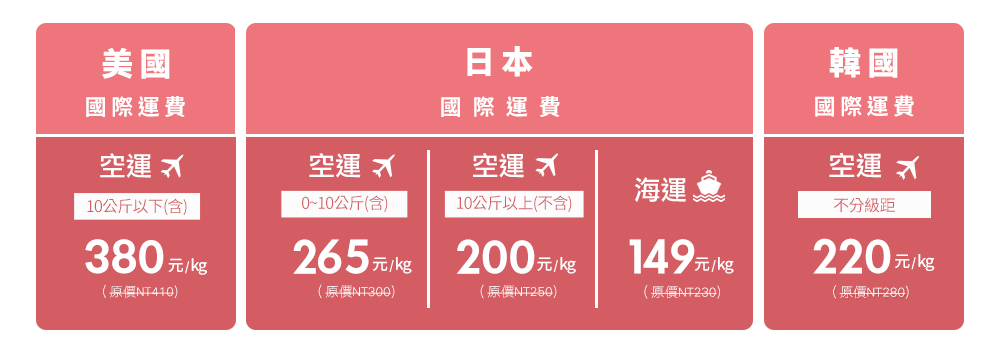 美國
國際運費
空運
10公斤以下(含)
380元/kg
(原價NT410)
日本
國際運費
空運
0~10公斤(含)
265元/kg
(原價NT300)
空運
10公斤以上(不含)
200元/kg
(原價NT250)
海運
149元/kg
(原價NT230)
韓國
國際運費
空運
不分級距
220元/kg
(原價NT280)